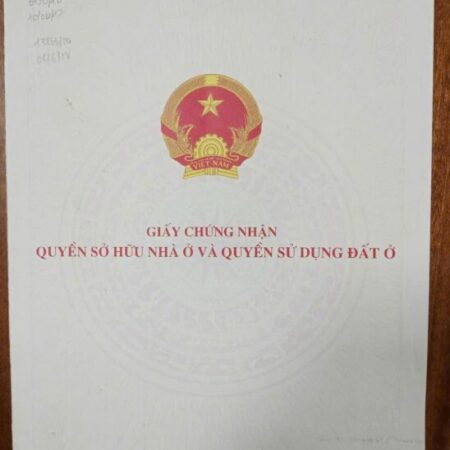 VIỆT NAM
GIẤY CHỨNG NHẬN
QUYỀN SỞ HỮU NHÀ Ở VÀ QUYỀN SỬ DỤNG ĐẤT Ở